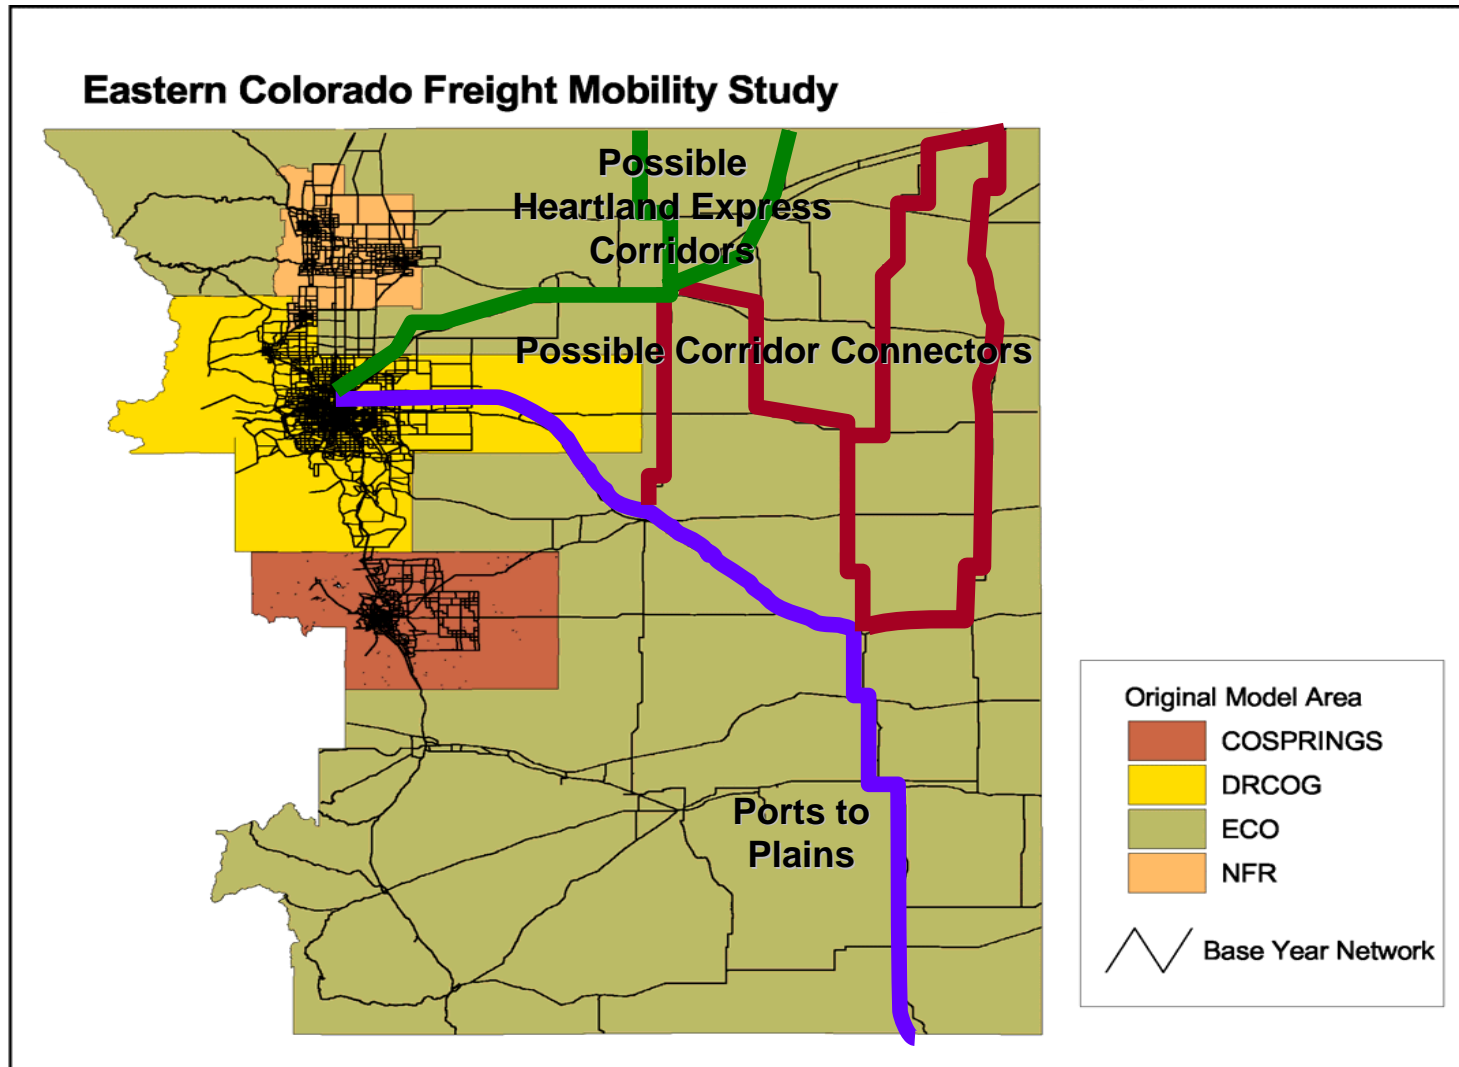 Eastern Colorado Freight Mobility Study
Possible
Heartland Express
Corridors
Possible Corridor Connectors
Ports to
Plains
Original Model Area
COSPRINGS
DRCOG
ECO
NFR
Base Year Network